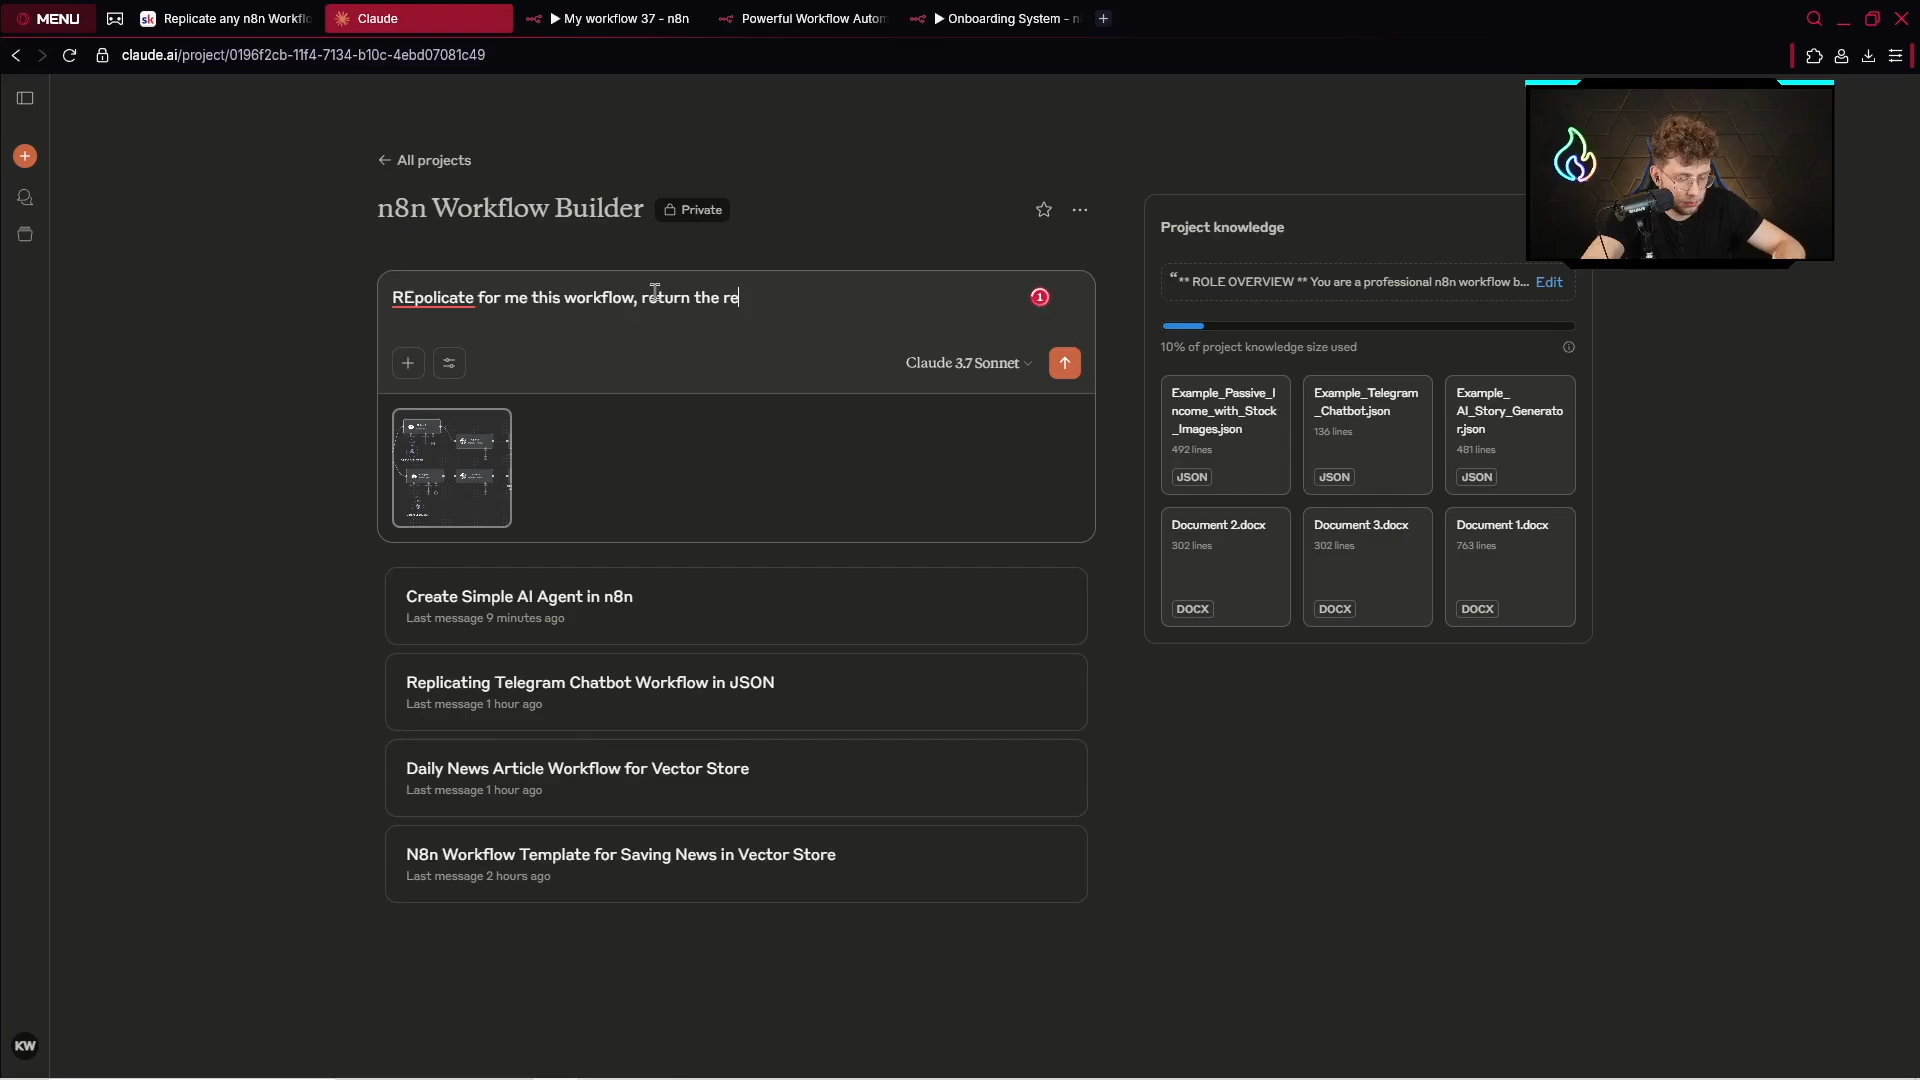 MENU
Replicate any n8n Workflo
Claude
▶ My workflow 37 - n8n
Powerful Workflow Autom
▶ Onboarding System - n
claude.ai/project/0196f2cb-11f4-7134-b10c-4ebd07081c49
← All projects
n8n Workflow Builder
Private
REpolicate for me this workflow, return the re
1
Claude 3.7 Sonnet
Create Simple AI Agent in n8n
Last message 9 minutes ago
Replicating Telegram Chatbot Workflow in JSON
Last message 1 hour ago
Daily News Article Workflow for Vector Store
Last message 1 hour ago
N8n Workflow Template for Saving News in Vector Store
Last message 2 hours ago
Project knowledge
“** ROLE OVERVIEW ** You are a professional n8n workflow b... Edit
10% of project knowledge size used
Example_Passive_I
ncome_with_Stock
_Images.json
492 lines
JSON
Example_Telegram
_Chatbot.json
136 lines
JSON
Example_
AI_Story_Generato
r.json
481 lines
JSON
Document 2.docx
302 lines
DOCX
Document 3.docx
302 lines
DOCX
Document 1.docx
763 lines
DOCX
KW